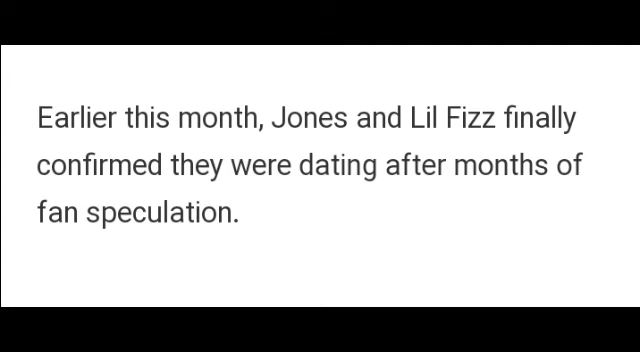 Earlier this month, Jones and Lil Fizz finally
confirmed they were dating after months of
fan speculation.